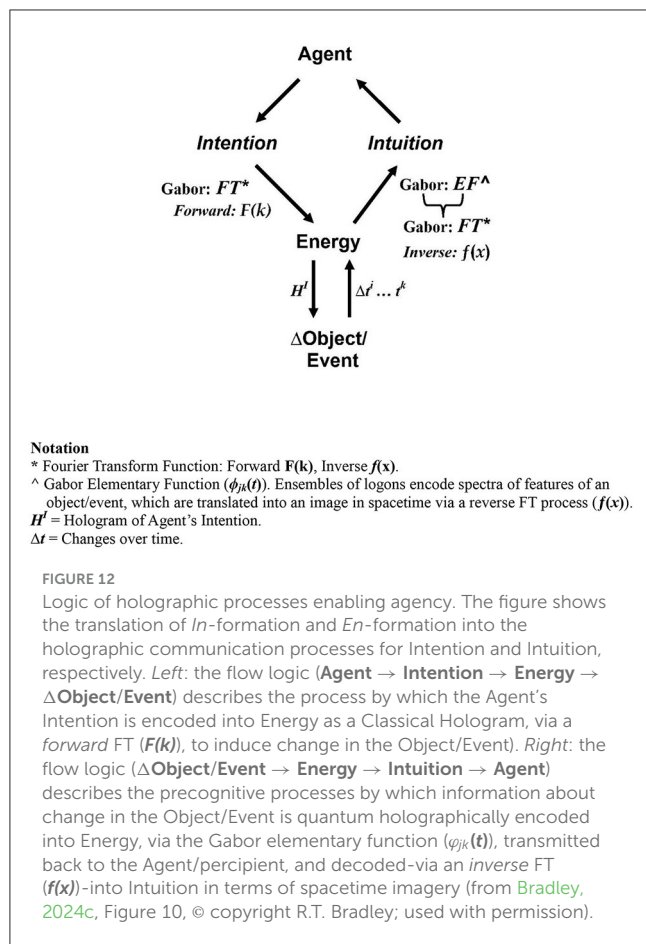 Agent
Intention Intuition
Gabor: FT* Gabor: EF^
Forward: F(k)
Gabor: FT*
Energy Inverse: f(x)
H^I Δt^i ... t^k
ΔObject/
Event
Notation
* Fourier Transform Function: Forward F(k), Inverse f(x).
^ Gabor Elementary Function (ϕjk(t)). Ensembles of logons encode spectra of features of an
object/event, which are translated into an image in spacetime via a reverse FT process (f(x)).
H^I = Hologram of Agent's Intention.
Δt = Changes over time.
FIGURE 12
Logic of holographic processes enabling agency. The figure shows
the translation of In-formation and En-formation into the
holographic communication processes for Intention and Intuition,
respectively. Left: the flow logic (Agent → Intention → Energy →
ΔObject/Event) describes the process by which the Agent's
Intention is encoded into Energy as a Classical Hologram, via a
forward FT (F(k), to induce change in the Object/Event). Right: the
flow logic (ΔObject/Event → Energy → Intuition → Agent)
describes the precognitive processes by which information about
change in the Object/Event is quantum holographically encoded
into Energy, via the Gabor elementary function (φjk(t)), transmitted
back to the Agent/percipient, and decoded-via an inverse FT
(f(x))-into Intuition in terms of spacetime imagery (from Bradley,
2024c, Figure 10, © copyright R.T. Bradley; used with permission).